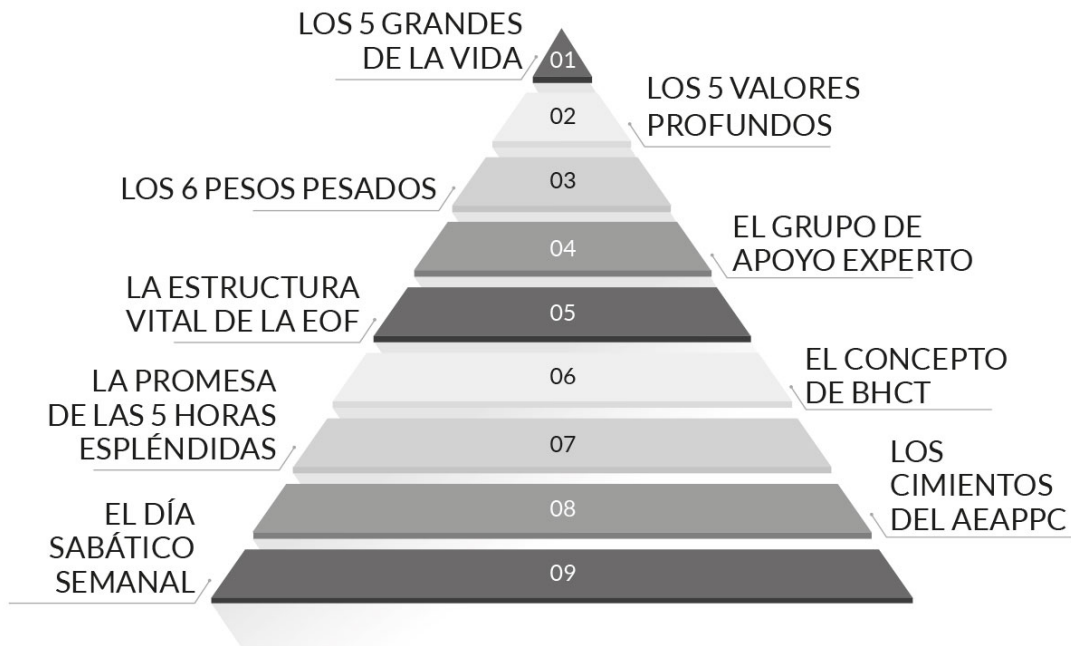 LOS 5 GRANDES
DE LA VIDA
01
02
LOS 5 VALORES
PROFUNDOS
LOS 6 PESOS PESADOS
03
04
EL GRUPO DE
APOYO EXPERTO
LA ESTRUCTURA
VITAL DE LA EOF
05
06
EL CONCEPTO
DE BHCT
LA PROMESA
DE LAS 5 HORAS
ESPLÉNDIDAS
07
08
LOS
CIMIENTOS
DEL AEAPPC
EL DÍA
SABÁTICO
SEMANAL
09